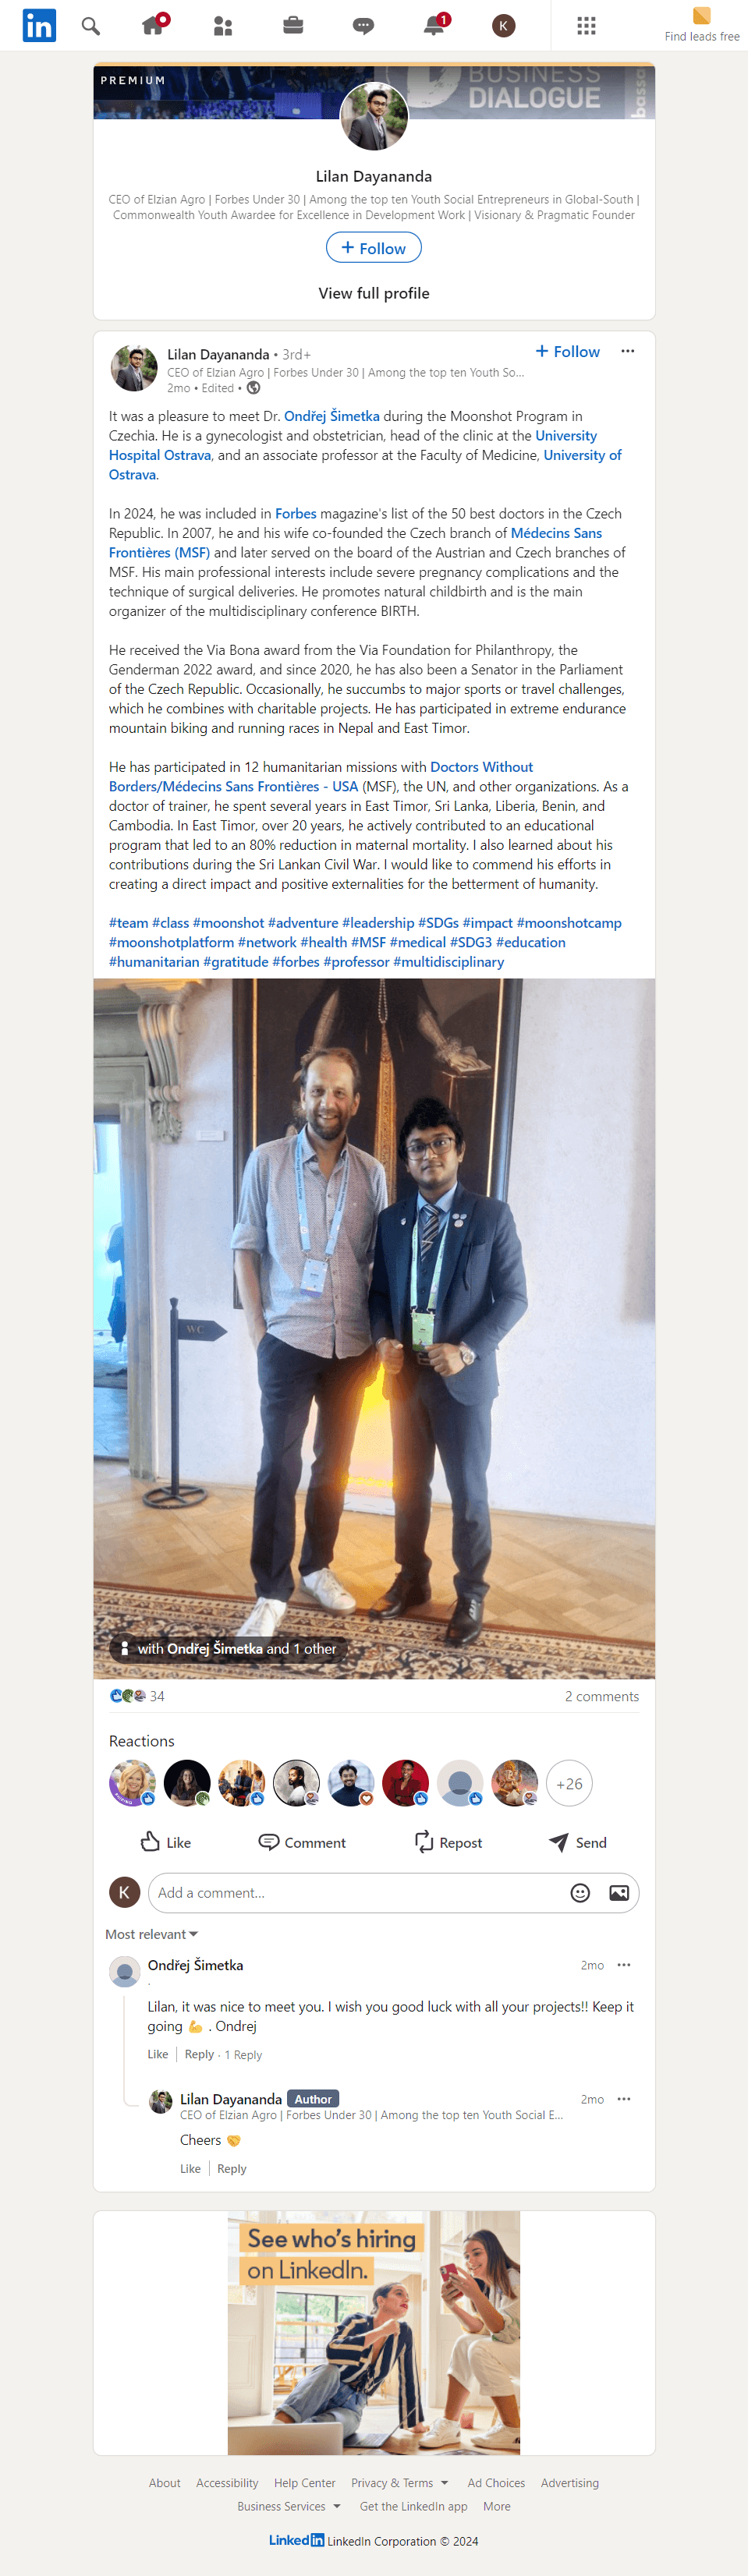 in
1
K
Find leads free
PREMIUM
BUSINESS
DIALOGUE
Lilan Dayananda
CEO of Elzian Agro | Forbes Under 30 | Among the top ten Youth Social Entrepreneurs in Global-South |
Commonwealth Youth Awardee for Excellence in Development Work | Visionary & Pragmatic Founder
+ Follow
View full profile
Lilan Dayananda • 3rd+
+ Follow
CEO of Elzian Agro | Forbes Under 30 | Among the top ten Youth So...
2mo • Edited •
It was a pleasure to meet Dr. Ondřej Šimetka during the Moonshot Program in
Czechia. He is a gynecologist and obstetrician, head of the clinic at the University
Hospital Ostrava, and an associate professor at the Faculty of Medicine, University of
Ostrava.
In 2024, he was included in Forbes magazine's list of the 50 best doctors in the Czech
Republic. In 2007, he and his wife co-founded the Czech branch of Médecins Sans
Frontières (MSF) and later served on the board of the Austrian and Czech branches of
MSF. His main professional interests include severe pregnancy complications and the
technique of surgical deliveries. He promotes natural childbirth and is the main
organizer of the multidisciplinary conference BIRTH.
He received the Via Bona award from the Via Foundation for Philanthropy, the
Genderman 2022 award, and since 2020, he has also been a Senator in the Parliament
of the Czech Republic. Occasionally, he succumbs to major sports or travel challenges,
which he combines with charitable projects. He has participated in extreme endurance
mountain biking and running races in Nepal and East Timor.
He has participated in 12 humanitarian missions with Doctors Without
Borders/Médecins Sans Frontières - USA (MSF), the UN, and other organizations. As a
doctor of trainer, he spent several years in East Timor, Sri Lanka, Liberia, Benin, and
Cambodia. In East Timor, over 20 years, he actively contributed to an educational
program that led to an 80% reduction in maternal mortality. I also learned about his
contributions during the Sri Lankan Civil War. I would like to commend his efforts in
creating a direct impact and positive externalities for the betterment of humanity.
#team #class #moonshot #adventure #leadership #SDGs #impact #moonshotcamp
#moonshotplatform #network #health #MSF #medical #SDG3 #education
#humanitarian #gratitude #forbes #professor #multidisciplinary
WC
with Ondřej Šimetka and 1 other
34
2 comments
Reactions
+26
Like
Comment
Repost
Send
K
Add a comment...
Most relevant
Ondřej Šimetka
2mo
.
Lilan, it was nice to meet you. I wish you good luck with all your projects!! Keep it
going 💪 . Ondrej
Like | Reply · 1 Reply
Lilan Dayananda Author
2mo
CEO of Elzian Agro | Forbes Under 30 | Among the top ten Youth Social E...
Cheers 🤝
Like | Reply
See who's hiring
on LinkedIn.
About Accessibility Help Center Privacy & Terms Ad Choices Advertising
Business Services Get the LinkedIn app More
LinkedIn LinkedIn Corporation © 2024